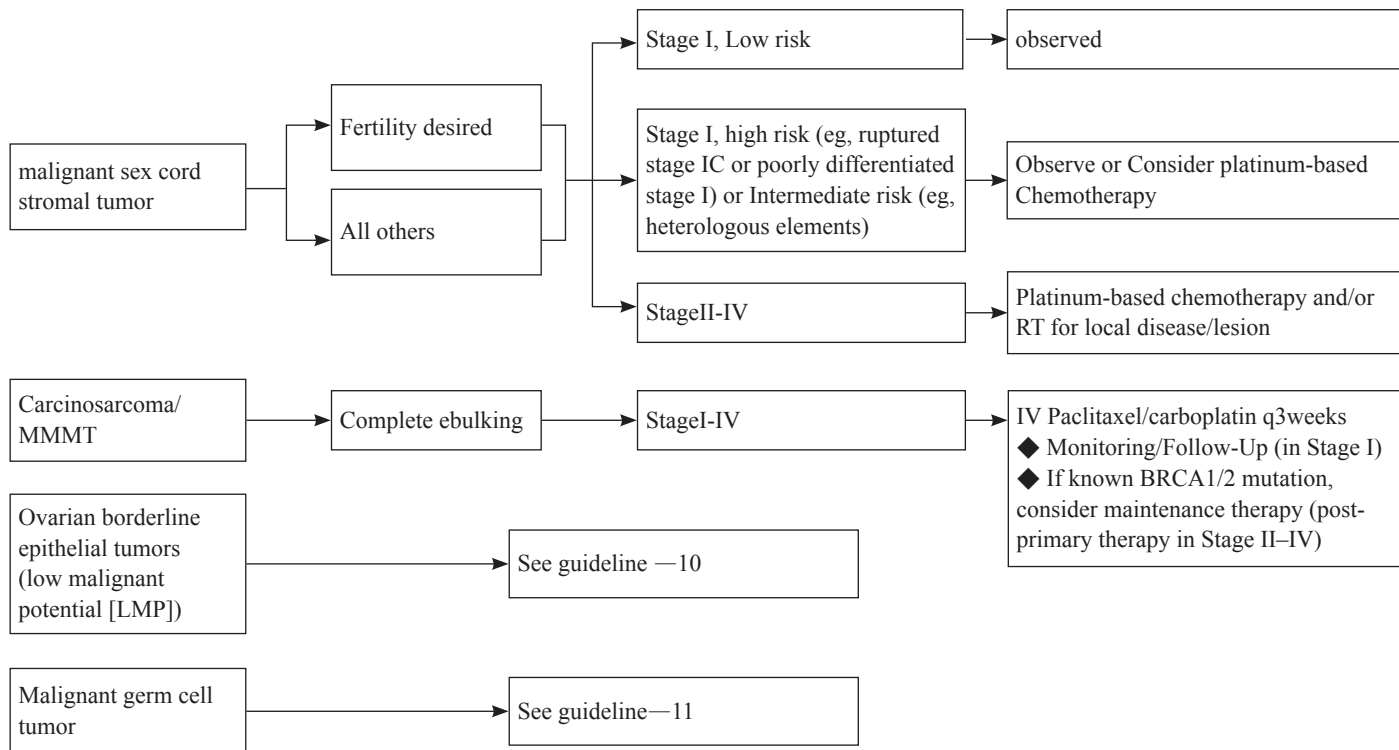 malignant sex cord
stromal tumor
Fertility desired
All others
Stage I, Low risk
observed
Stage I, high risk (eg, ruptured
stage IC or poorly differentiated
stage I) or Intermediate risk (eg,
heterologous elements)
Observe or Consider platinum-based
Chemotherapy
StageII-IV
Platinum-based chemotherapy and/or
RT for local disease/lesion
Carcinosarcoma/
MMMT
Complete ebulking
StageI-IV
IV Paclitaxel/carboplatin q3weeks
◆ Monitoring/Follow-Up (in Stage I)
◆ If known BRCA1/2 mutation,
consider maintenance therapy (post-
primary therapy in Stage II–IV)
Ovarian borderline
epithelial tumors
(low malignant
potential [LMP])
See guideline —10
Malignant germ cell
tumor
See guideline—11